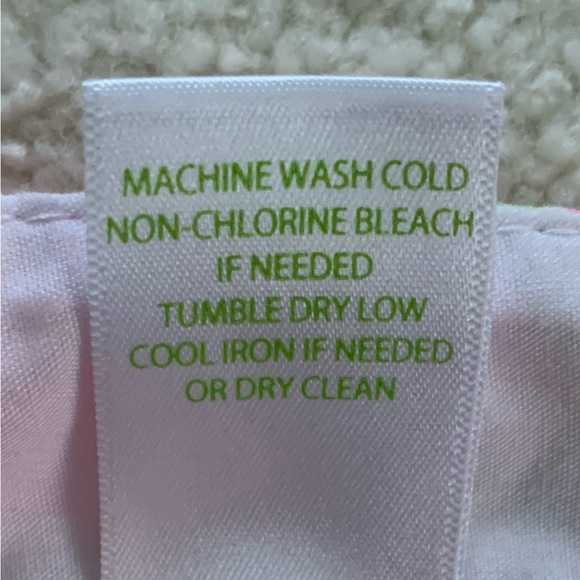 MACHINE WASH COLD
NON-CHLORINE BLEACH
IF NEEDED
TUMBLE DRY LOW
COOL IRON IF NEEDED
OR DRY CLEAN